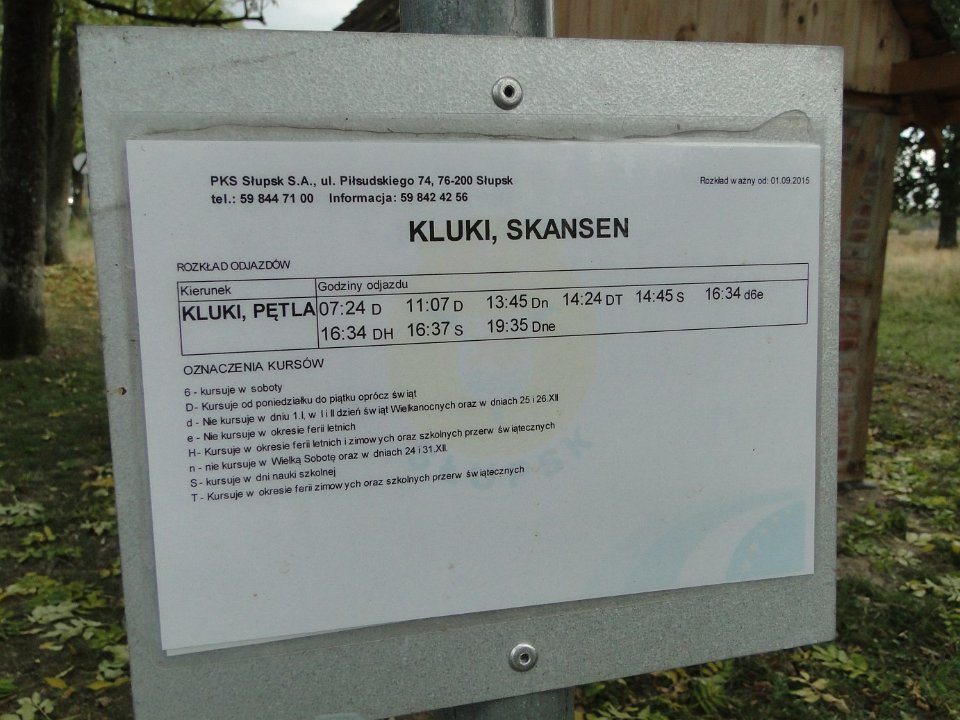 PKS Słupsk S.A., ul. Piłsudskiego 74, 76-200 Słupsk
Rozkład ważny od: 01.09.2015
tel.: 59 844 71 00 Informacja: 59 842 42 56
KLUKI, SKANSEN
ROZKŁAD ODJAZDÓW
Kierunek Godziny odjazdu
KLUKI, PĘTLA 07:24 D 11:07 D 13:45 Dn 14:24 DT 14:45 S 16:34 d6e
16:34 DH 16:37 S 19:35 Dne
OZNACZENIA KURSÓW
6 - kursuje w soboty
D- Kursuje od poniedziałku do piątku oprócz świąt
d - Nie kursuje w dniu 1.I, w I i II dzień świąt Wielkanocnych oraz w dniach 25 i 26.XII
e - Nie kursuje w okresie ferii letnich
H- Kursuje w okresie ferii letnich i zimowych oraz szkolnych przerw świątecznych
n - nie kursuje w Wielką Sobotę oraz w dniach 24 i 31.XII.
S - kursuje w dni nauki szkolnej
T - Kursuje w okresie ferii zimowych oraz szkolnych przerw świątecznych